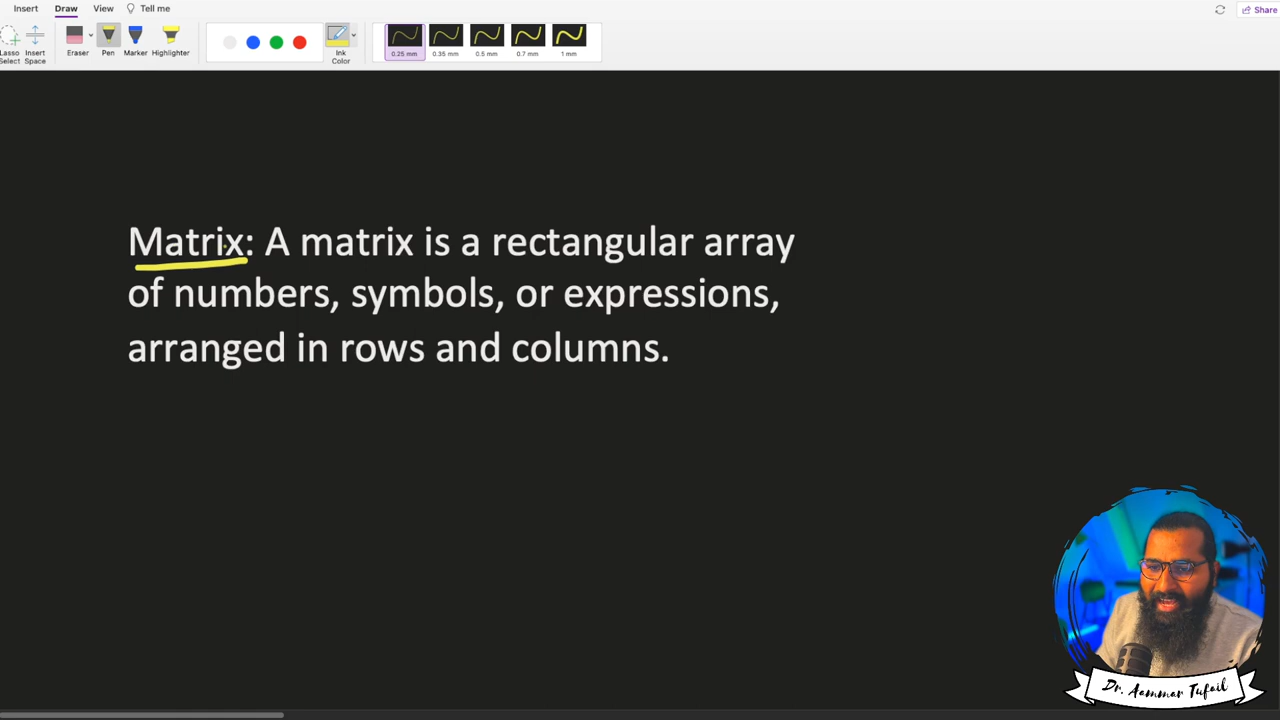 Insert Draw View Tell me
Share
Lasso Select
Insert Space
Eraser
Pen
Marker
Highlighter
Ink Color
0.25 mm
0.35 mm
0.5 mm
0.7 mm
1 mm
Matrix: A matrix is a rectangular array
of numbers, symbols, or expressions,
arranged in rows and columns.
Dr. Aammar Tufail